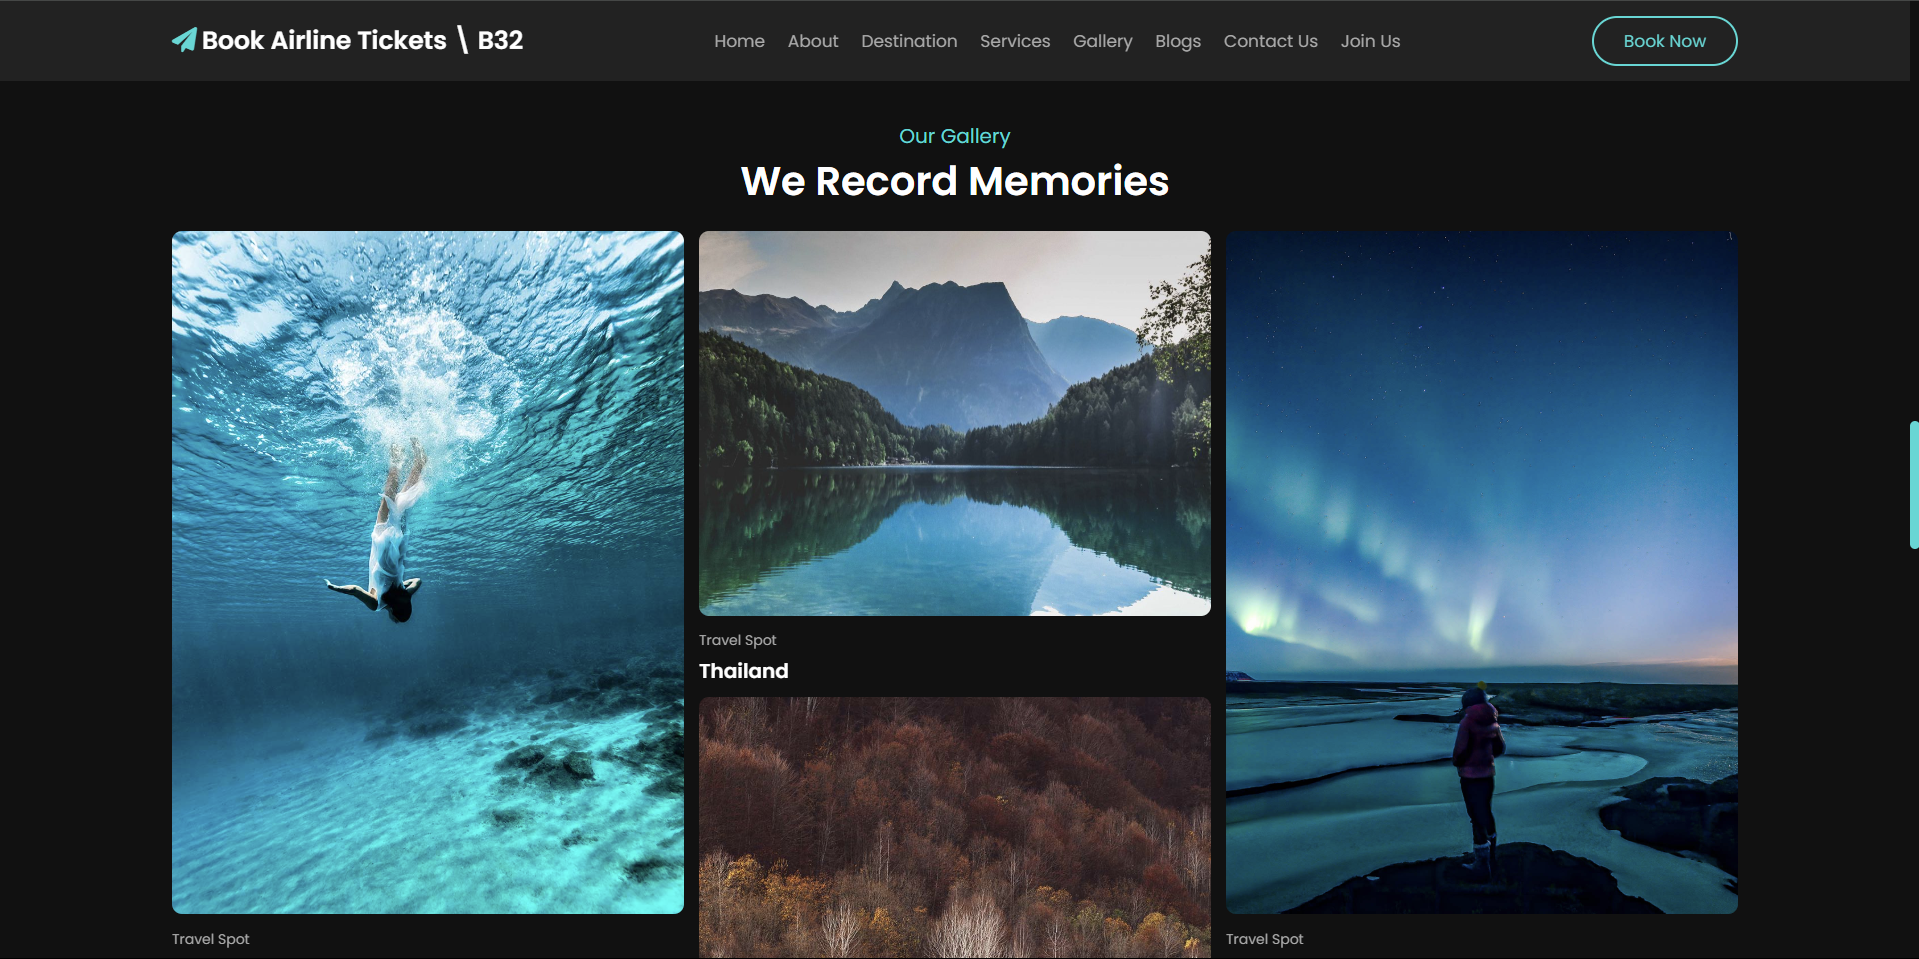 Book Airline Tickets \ B32
Home About Destination Services Gallery Blogs Contact Us Join Us
Book Now
Our Gallery
We Record Memories
Travel Spot
Thailand
Travel Spot
Travel Spot